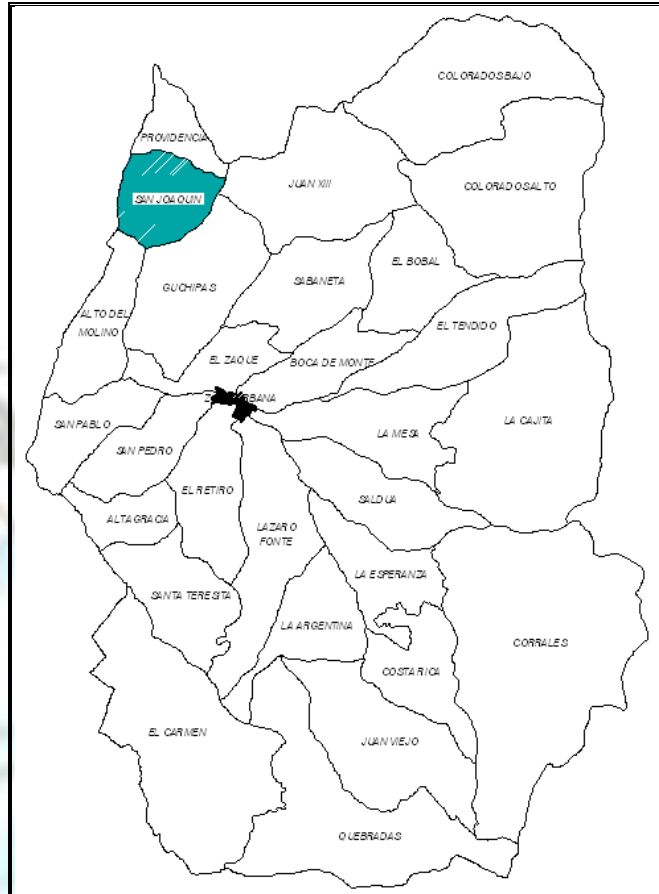 COLORADOS BAJO
PROVIDENCIA
JUAN XIII
COLORADOS ALTO
SAN JOAQUIN
EL BOBAL
SABANETA
GUCHIPAS
ALTO DEL
MOLINO
EL TENDIDO
EL ZAQUE
BOCA DE MONTE
LA CAJITA
SAN PABLO
LA MESA
SAN PEDRO
EL RETIRO
SALDUA
ALTAGRACIA
LAZARO
FONTE
LA ESPERANZA
SANTA TERESITA
LA ARGENTINA
CORRALES
COSTA RICA
EL CARMEN
JUAN VIEJO
QUEBRADAS